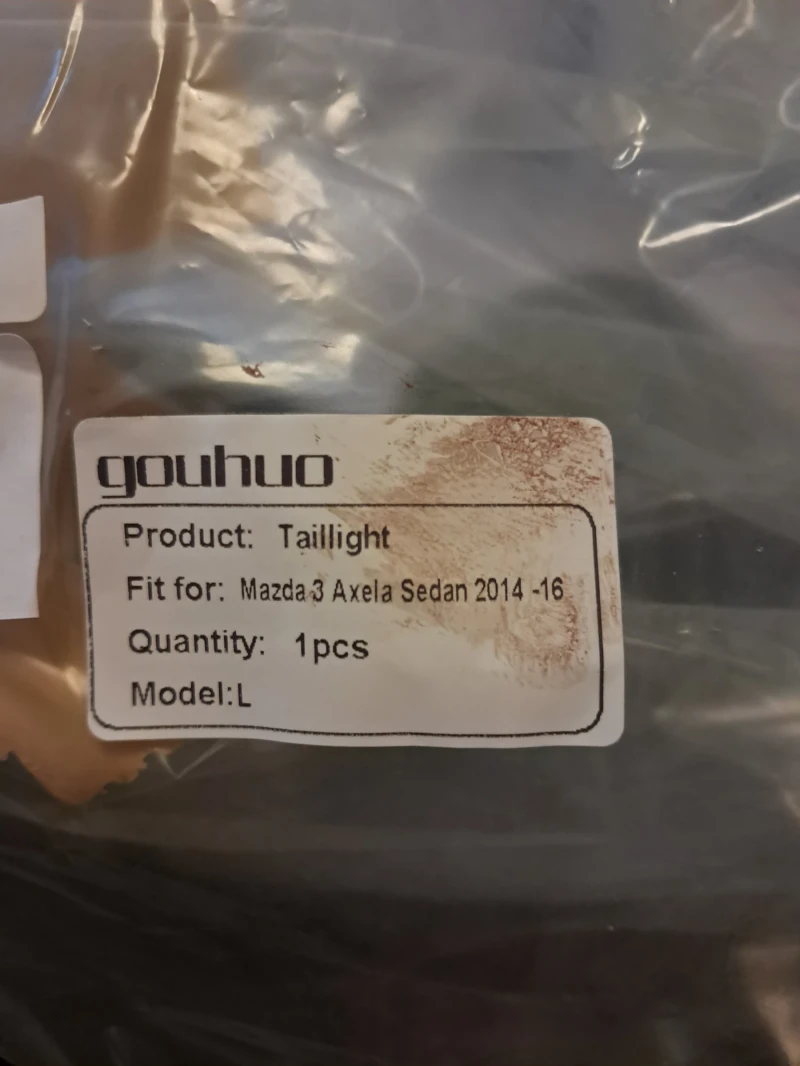 gouhuo
Product: Taillight
Fit for: Mazda 3 Axela Sedan 2014 -16
Quantity: 1pcs
Model:L